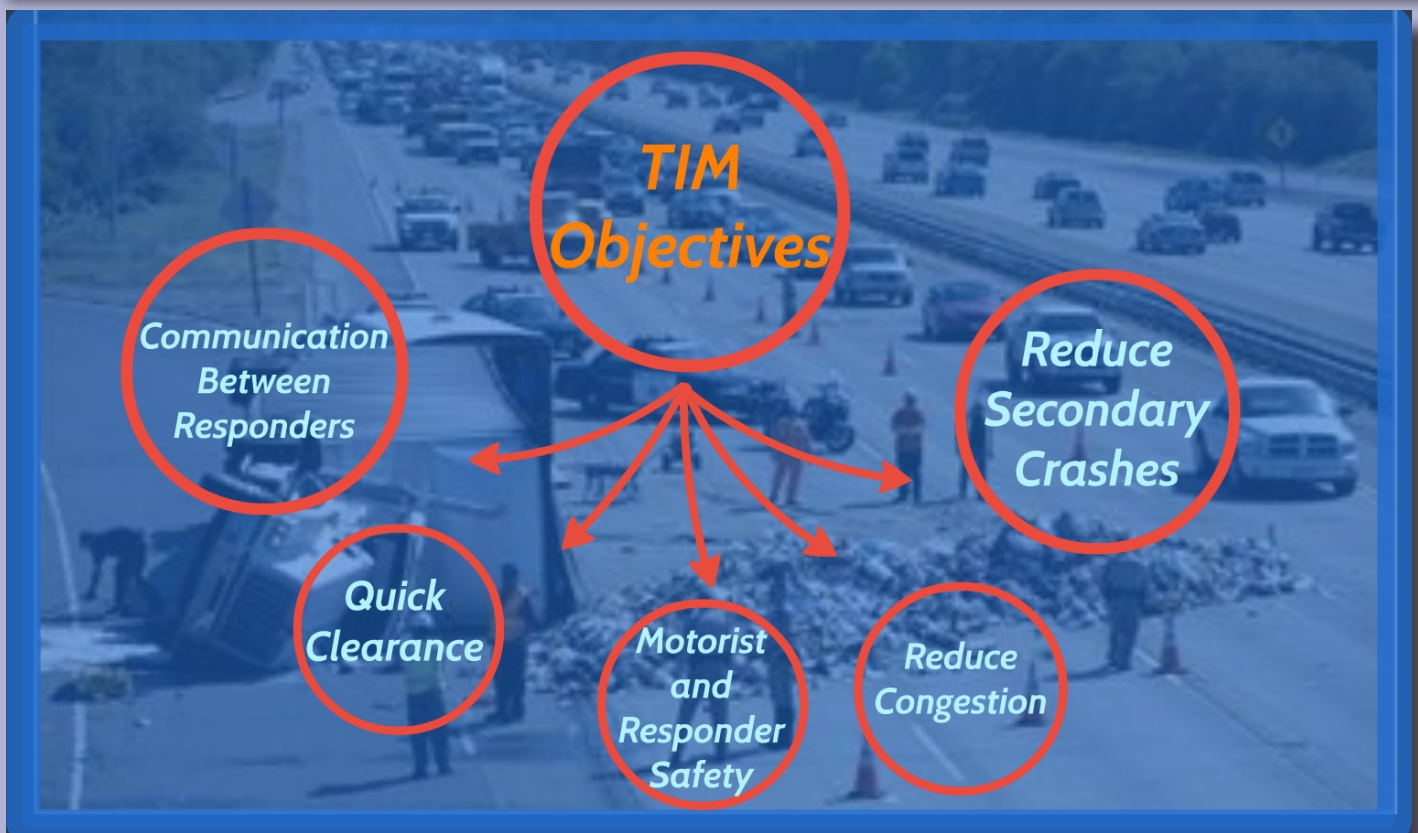 TIM
Objectives
Communication
Between
Responders
Quick
Clearance
Motorist
and
Responder
Safety
Reduce
Congestion
Reduce
Secondary
Crashes